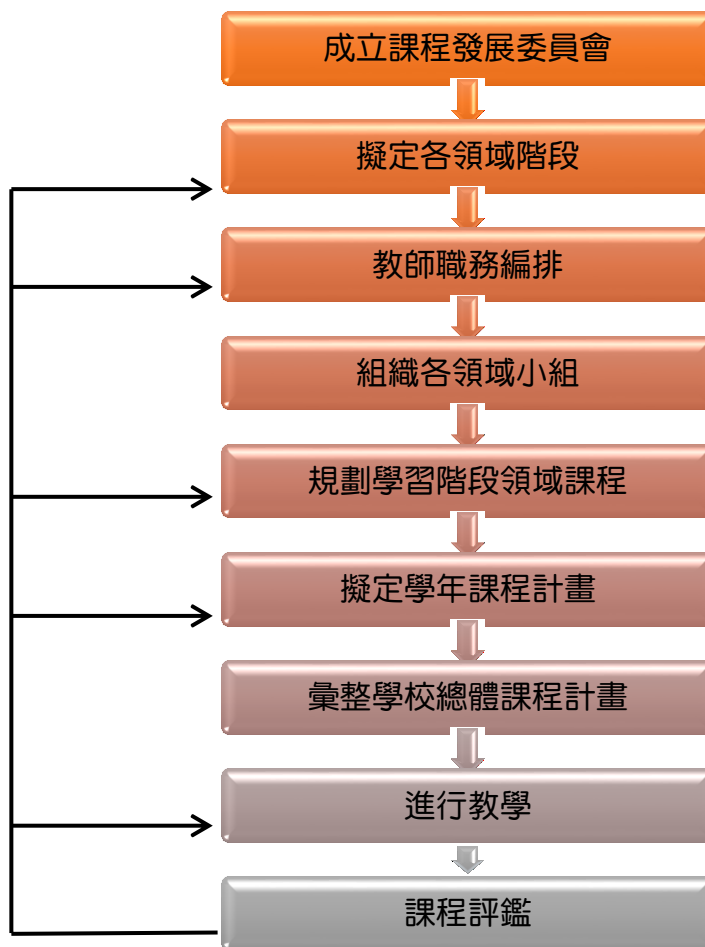 成立課程發展委員會
擬定各領域階段
教師職務編排
組織各領域小組
規劃學習階段領域課程
擬定學年課程計畫
彙整學校總體課程計畫
進行教學
課程評鑑